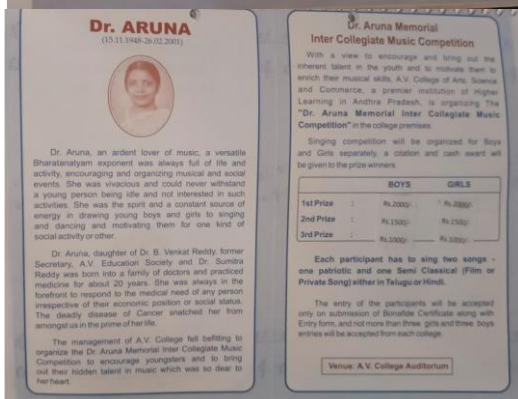 Dr. ARUNA
(15.11.1948-26.02.2001)
Dr. Aruna, an ardent lover of music, a versatile
Bharatanatyam exponent was always full of life and
activity, encouraging and organizing musical and social
events. She was vivacious and could never withstand
a young person being idle and not interested in such
activities. She was the spirit and a constant source of
energy in drawing young boys and girls to singing
and dancing and motivating them for one kind of
social activity or other.
Dr. Aruna, daughter of Dr. B. Venkat Reddy, former
Secretary, A.V. Education Society and Dr. Sumitra
Reddy was born into a family of doctors and practiced
medicine for about 20 years. She was always in the
forefront to respond to the medical need of any person
irrespective of their economic position or social status.
The deadly disease of Cancer snatched her from
amongst us in the prime of her life.
The management of A.V. College fell befitting to
organize the Dr. Aruna Memorial Inter Collegiate Music
Competition to encourage youngsters and to bring
out their hidden talent in music which was so dear to
her heart.
Dr. Aruna Memorial
Inter Collegiate Music Competition
With a view to encourage and bring out the
inherent talent in the youth and to motivate them to
enrich their musical skills, A.V. College of Arts, Science
and Commerce, a premier institution of Higher
Learning in Andhra Pradesh, is organizing The
"Dr. Aruna Memorial Inter Collegiate Music
Competition" in the college premises.
Singing competition will be organized for Boys
and Girls separately, a citation and cash award will
be given to the prize winners.
BOYS GIRLS
1st Prize : Rs.2000/- Rs.2000/-
2nd Prize : Rs.1500/- Rs.1500/-
3rd Prize : Rs.1000/- Rs.1000/-
Each participant has to sing two songs -
one patriotic and one Semi Classical (Film or
Private Song) either in Telugu or Hindi.
The entry of the participants will be accepted
only on submission of Bonafide Certificate along with
Entry form, and not more than three girls and three boys
entries will be accepted from each college.
Venue: A.V. College Auditorium